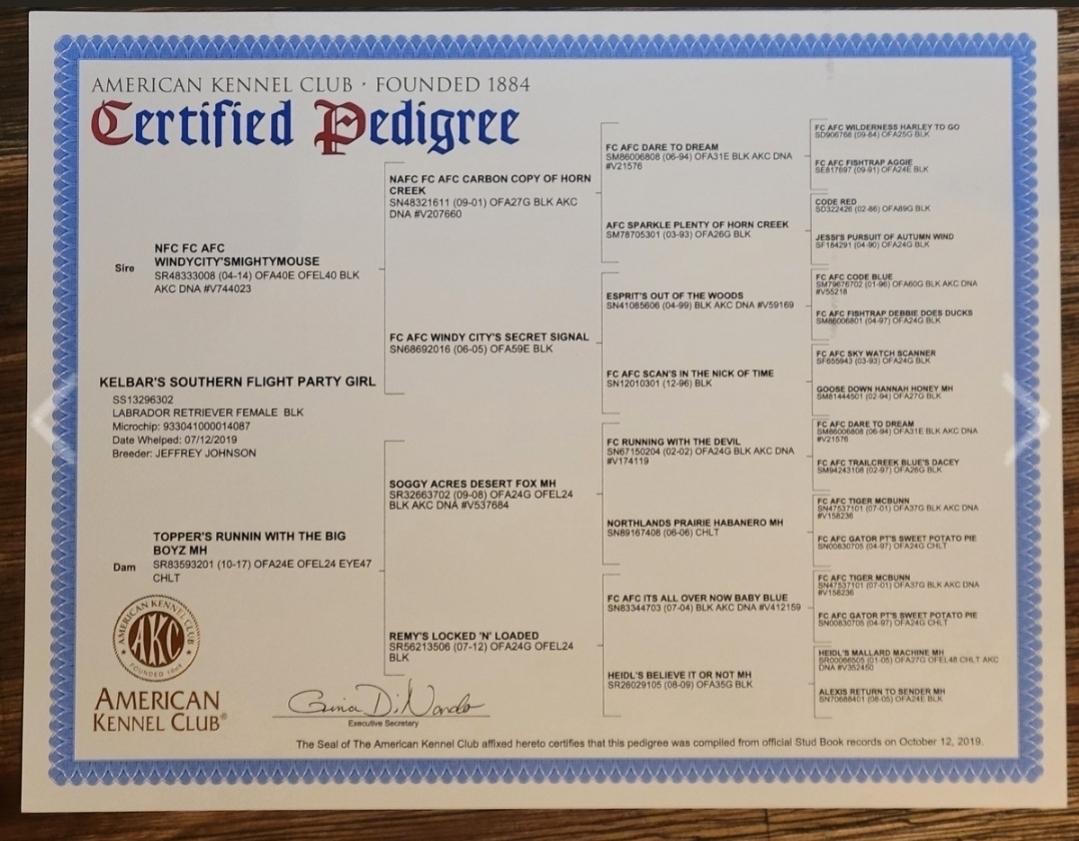 AMERICAN KENNEL CLUB · FOUNDED 1884
Certified Pedigree
Sire
NFC FC AFC
WINDYCITY'SMIGHTYMOUSE
SR48333008 (04-14) OFA40E OFEL40 BLK
AKC DNA #V744023
KELBAR'S SOUTHERN FLIGHT PARTY GIRL
SS13296302
LABRADOR RETRIEVER FEMALE BLK
Microchip: 933041000014087
Date Whelped: 07/12/2019
Breeder: JEFFREY JOHNSON
Dam
TOPPER'S RUNNIN WITH THE BIG
BOYZ MH
SR83593201 (10-17) OFA24E OFEL24 EYE47
CHLT
NAFC FC AFC CARBON COPY OF HORN
CREEK
SN48321611 (09-01) OFA27G BLK AKC
DNA #V207660
FC AFC WINDY CITY'S SECRET SIGNAL
SN68692016 (06-05) OFA59E BLK
SOGGY ACRES DESERT FOX MH
SR32663702 (09-08) OFA24G OFEL24
BLK AKC DNA #V537684
REMY'S LOCKED 'N' LOADED
SR56213506 (07-12) OFA24G OFEL24
BLK
FC AFC DARE TO DREAM
SM86006808 (06-94) OFA31E BLK AKC DNA
#V21576
AFC SPARKLE PLENTY OF HORN CREEK
SM78705301 (03-93) OFA26G BLK
ESPRIT'S OUT OF THE WOODS
SN41085606 (04-99) BLK AKC DNA #V59169
FC AFC SCAN'S IN THE NICK OF TIME
SN12010301 (12-96) BLK
FC RUNNING WITH THE DEVIL
SN67150204 (02-02) OFA24G BLK AKC DNA
#V174119
NORTHLANDS PRAIRIE HABANERO MH
SN89167408 (06-06) CHLT
FC AFC ITS ALL OVER NOW BABY BLUE
SN83344703 (07-04) BLK AKC DNA #V412159
HEIDL'S BELIEVE IT OR NOT MH
SR26029105 (08-09) OFA35G BLK
FC AFC WILDERNESS HARLEY TO GO
SD906768 (09-84) OFA25G BLK
FC AFC FISHTRAP AGGIE
SE817697 (09-91) OFA24E BLK
CODE RED
SD322426 (02-86) OFA89G BLK
JESSI'S PURSUIT OF AUTUMN WIND
SF184291 (04-90) OFA24G BLK
FC AFC CODE BLUE
SM79676702 (01-96) OFA60G BLK AKC DNA
#V55218
FC AFC FISHTRAP DEBBIE DOES DUCKS
SM86006801 (04-97) OFA24G BLK
FC AFC SKY WATCH SCANNER
SF655943 (03-93) OFA24G BLK
GOOSE DOWN HANNAH HONEY MH
SM81444501 (02-94) OFA27G BLK
FC AFC DARE TO DREAM
SM86006808 (06-94) OFA31E BLK AKC DNA
#V21576
FC AFC TRAILCREEK BLUE'S DACEY
SM94243108 (02-97) OFA26G BLK
FC AFC TIGER MCBUNN
SN47537101 (07-01) OFA37G BLK AKC DNA
#V158236
FC AFC GATOR PT'S SWEET POTATO PIE
SN00830705 (04-97) OFA24G CHLT
FC AFC TIGER MCBUNN
SN47537101 (07-01) OFA37G BLK AKC DNA
#V158236
FC AFC GATOR PT'S SWEET POTATO PIE
SN00830705 (04-97) OFA24G CHLT
HEIDL'S MALLARD MACHINE MH
SR00066505 (01-05) OFA27G OFEL48 CHLT AKC
DNA #V352450
ALEXIS RETURN TO SENDER MH
SN70688401 (08-05) OFA24E BLK
AMERICAN KENNEL CLUB
AKC
FOUNDED 1884
AMERICAN
KENNEL CLUB®
Gina DiNardo
Executive Secretary
The Seal of The American Kennel Club affixed hereto certifies that this pedigree was compiled from official Stud Book records on October 12, 2019.